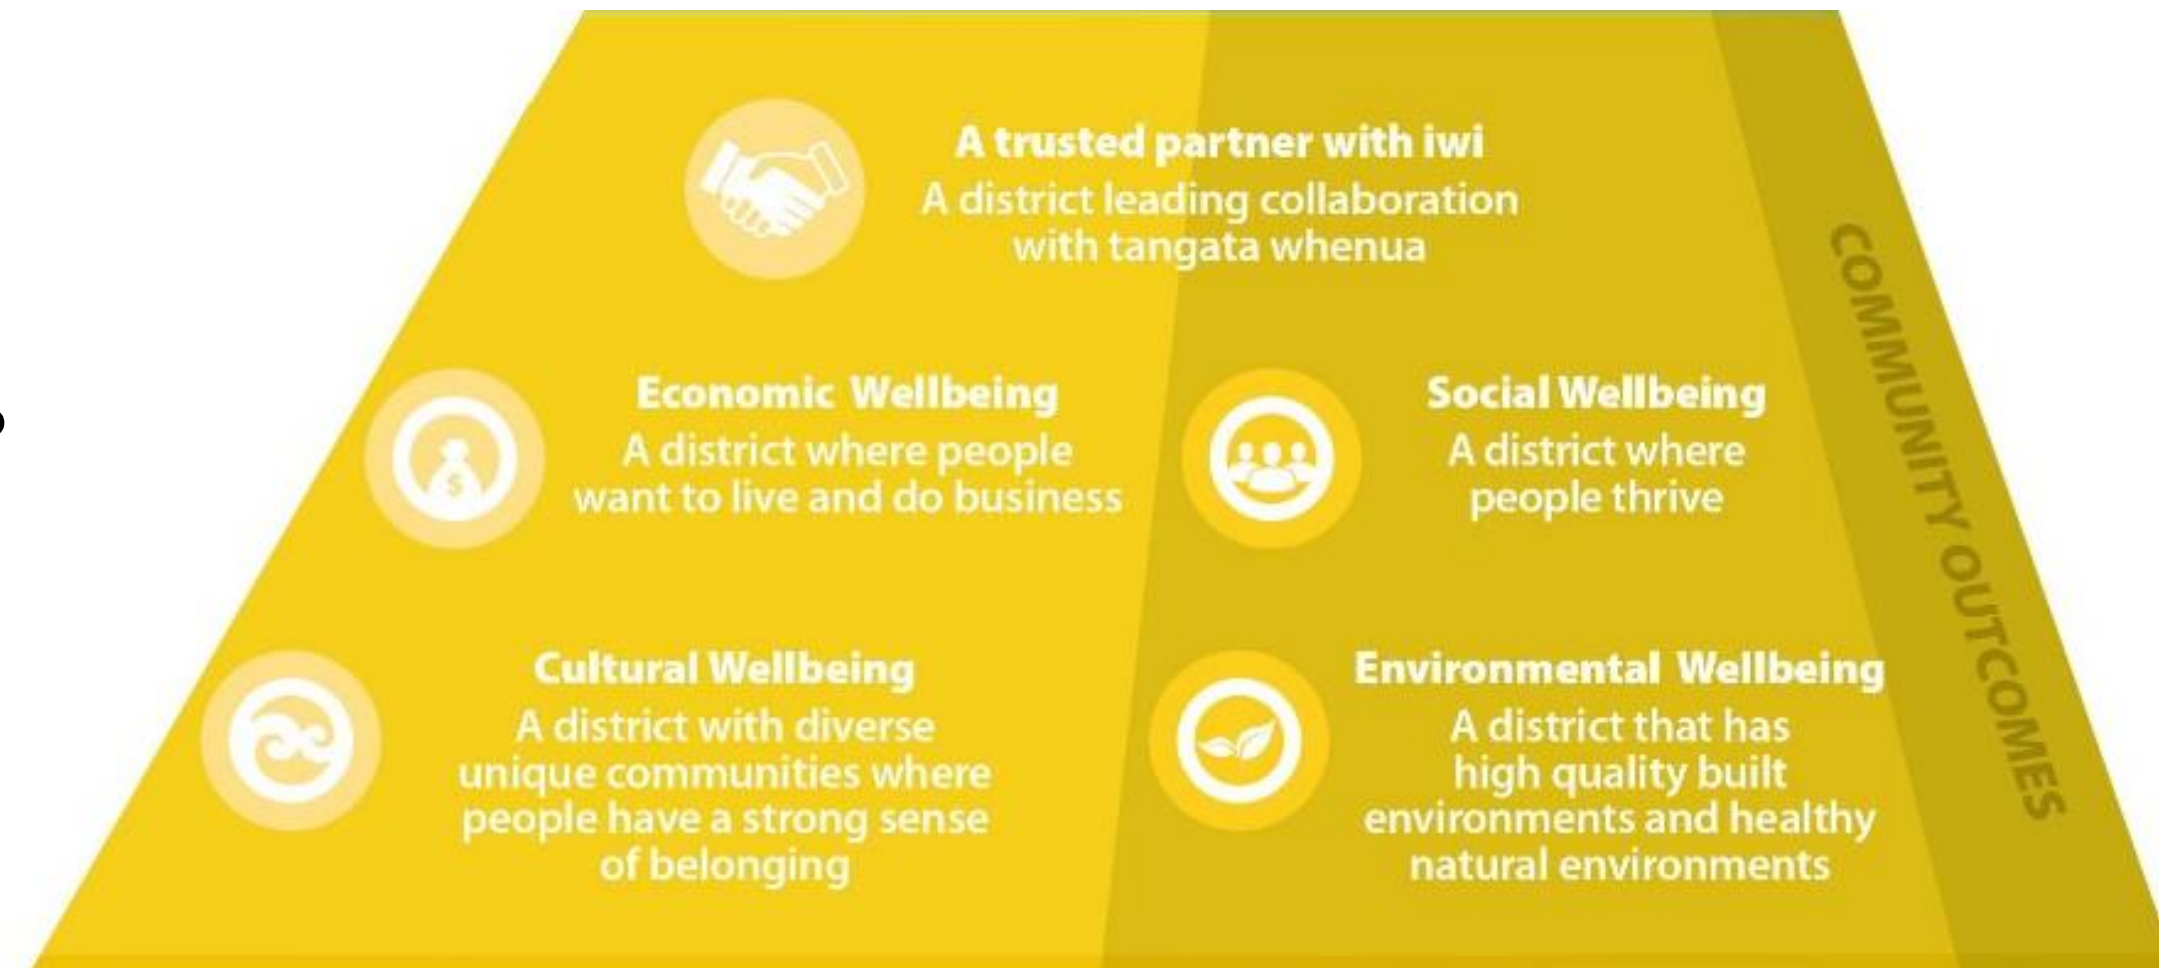 A trusted partner with iwi
A district leading collaboration
with tangata whenua
Economic Wellbeing
A district where people
want to live and do business
Social Wellbeing
A district where
people thrive
Cultural Wellbeing
A district with diverse
unique communities where
people have a strong sense
of belonging
Environmental Wellbeing
A district that has
high quality built
environments and healthy
natural environments
COMMUNITY OUTCOMES
$